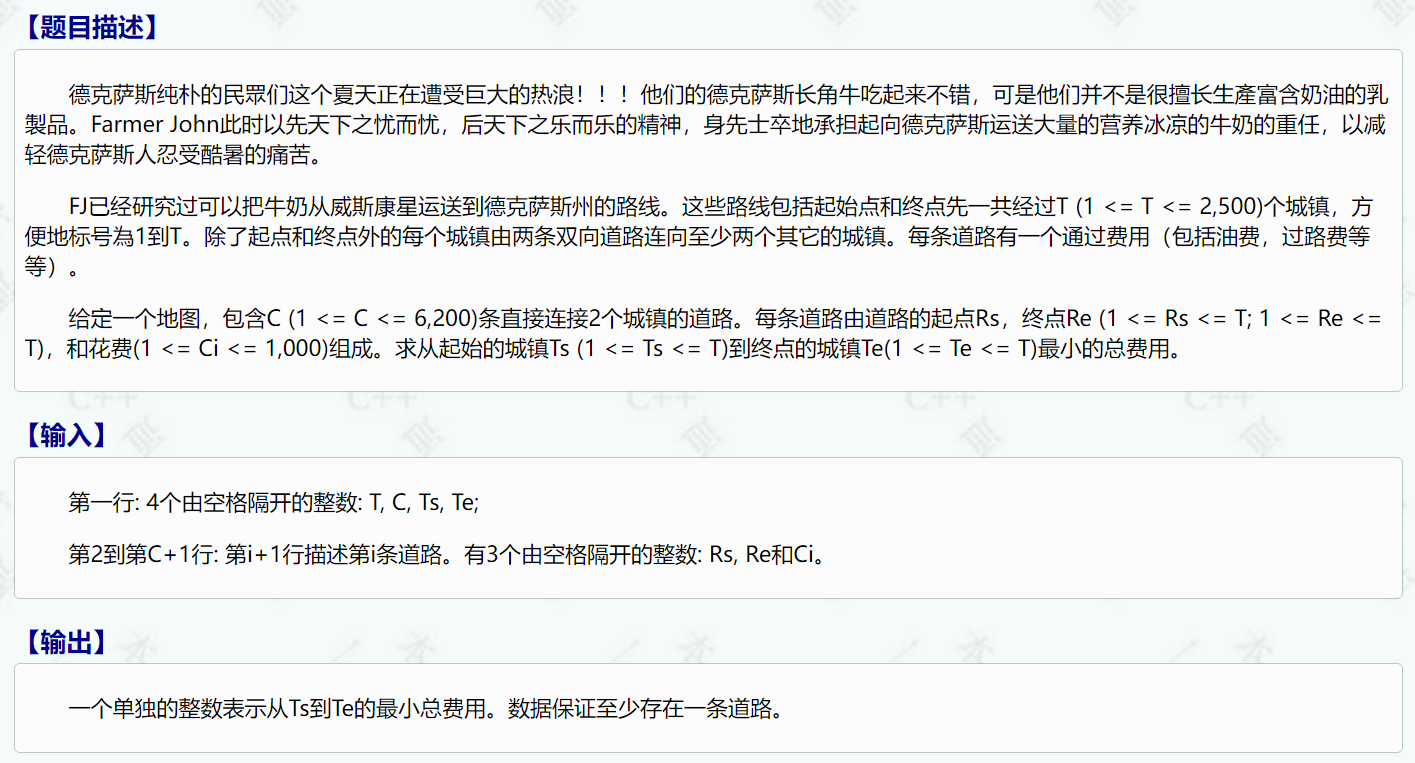 【题目描述】
德克萨斯纯朴的民眾们这个夏天正在遭受巨大的热浪！！！他们的德克萨斯长角牛吃起来不错，可是他们并不是很擅长生產富含奶油的乳
製品。Farmer John此时以先天下之忧而忧，后天下之乐而乐的精神，身先士卒地承担起向德克萨斯运送大量的营养冰凉的牛奶的重任，以减
轻德克萨斯人忍受酷暑的痛苦。
FJ已经研究过可以把牛奶从威斯康星运送到德克萨斯州的路线。这些路线包括起始点和终点先一共经过T (1 <= T <= 2,500)个城镇，方
便地标号為1到T。除了起点和终点外的每个城镇由两条双向道路连向至少两个其它的城镇。每条道路有一个通过费用（包括油费，过路费等
等）。
给定一个地图，包含C (1 <= C <= 6,200)条直接连接2个城镇的道路。每条道路由道路的起点Rs，终点Re (1 <= Rs <= T; 1 <= Re <=
T)，和花费(1 <= Ci <= 1,000)组成。求从起始的城镇Ts (1 <= Ts <= T)到终点的城镇Te(1 <= Te <= T)最小的总费用。
【输入】
第一行: 4个由空格隔开的整数: T, C, Ts, Te;
第2到第C+1行: 第i+1行描述第i条道路。有3个由空格隔开的整数: Rs, Re和Ci。
【输出】
一个单独的整数表示从Ts到Te的最小总费用。数据保证至少存在一条道路。